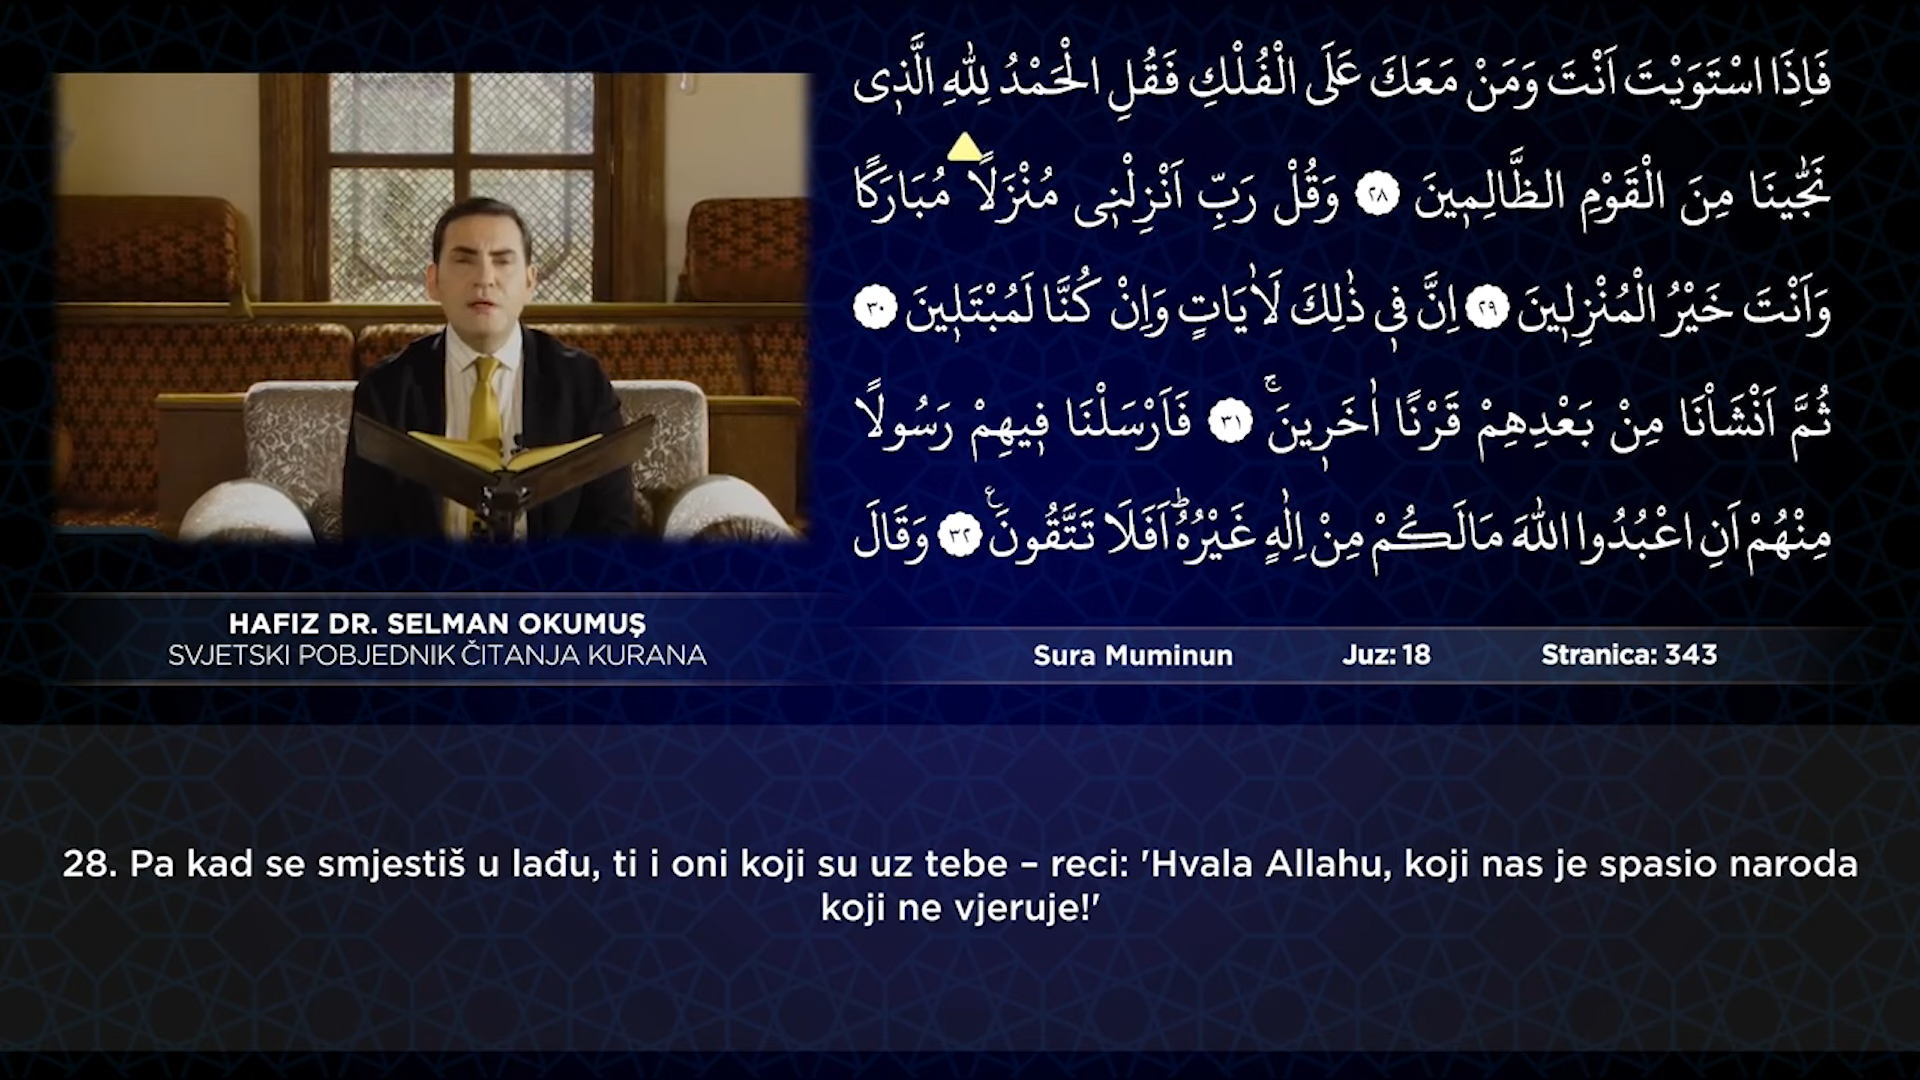 فَاِذَا اسْتَوَيْتَ اَنْتَ وَمَنْ مَعَكَ عَلَى الْفُلْكِ فَقُلِ الْحَمْدُ لِلّٰهِ الَّذ۪ى
نَجّٰينَا مِنَ الْقَوْمِ الظَّالِم۪ينَ ٢٨ وَقُلْ رَبِّ اَنْزِلْن۪ى مُنْزَلًا مُبَارَكًا
وَاَنْتَ خَيْرُ الْمُنْزِل۪ينَ ٢٩ اِنَّ ف۪ى ذٰلِكَ لَاٰيَاتٍ وَاِنْ كُنَّا لَمُبْتَل۪ينَ ٣٠
ثُمَّ اَنْشَاْنَا مِنْ بَعْدِهِمْ قَرْنًا اٰخَر۪ينَۚ ٣١ فَاَرْسَلْنَا ف۪يهِمْ رَسُولًا
مِنْهُمْ اَنِ اعْبُدُوا اللّٰهَ مَالَكُمْ مِنْ اِلٰهٍ غَيْرُهُۜ اَفَلَا تَتَّقُونَ ع ٣٢ وَقَالَ
HAFIZ DR. SELMAN OKUMUŞ
SVJETSKI POBJEDNIK ČITANJA KURANA
Sura Muminun Juz: 18 Stranica: 343
28. Pa kad se smjestiš u lađu, ti i oni koji su uz tebe – reci: 'Hvala Allahu, koji nas je spasio naroda
koji ne vjeruje!'